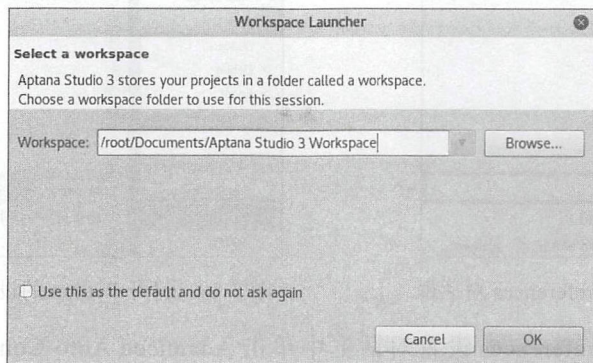 Workspace Launcher
Select a workspace
Aptana Studio 3 stores your projects in a folder called a workspace.
Choose a workspace folder to use for this session.
Workspace: /root/Documents/Aptana Studio 3 Workspace Browse...
Use this as the default and do not ask again
Cancel OK